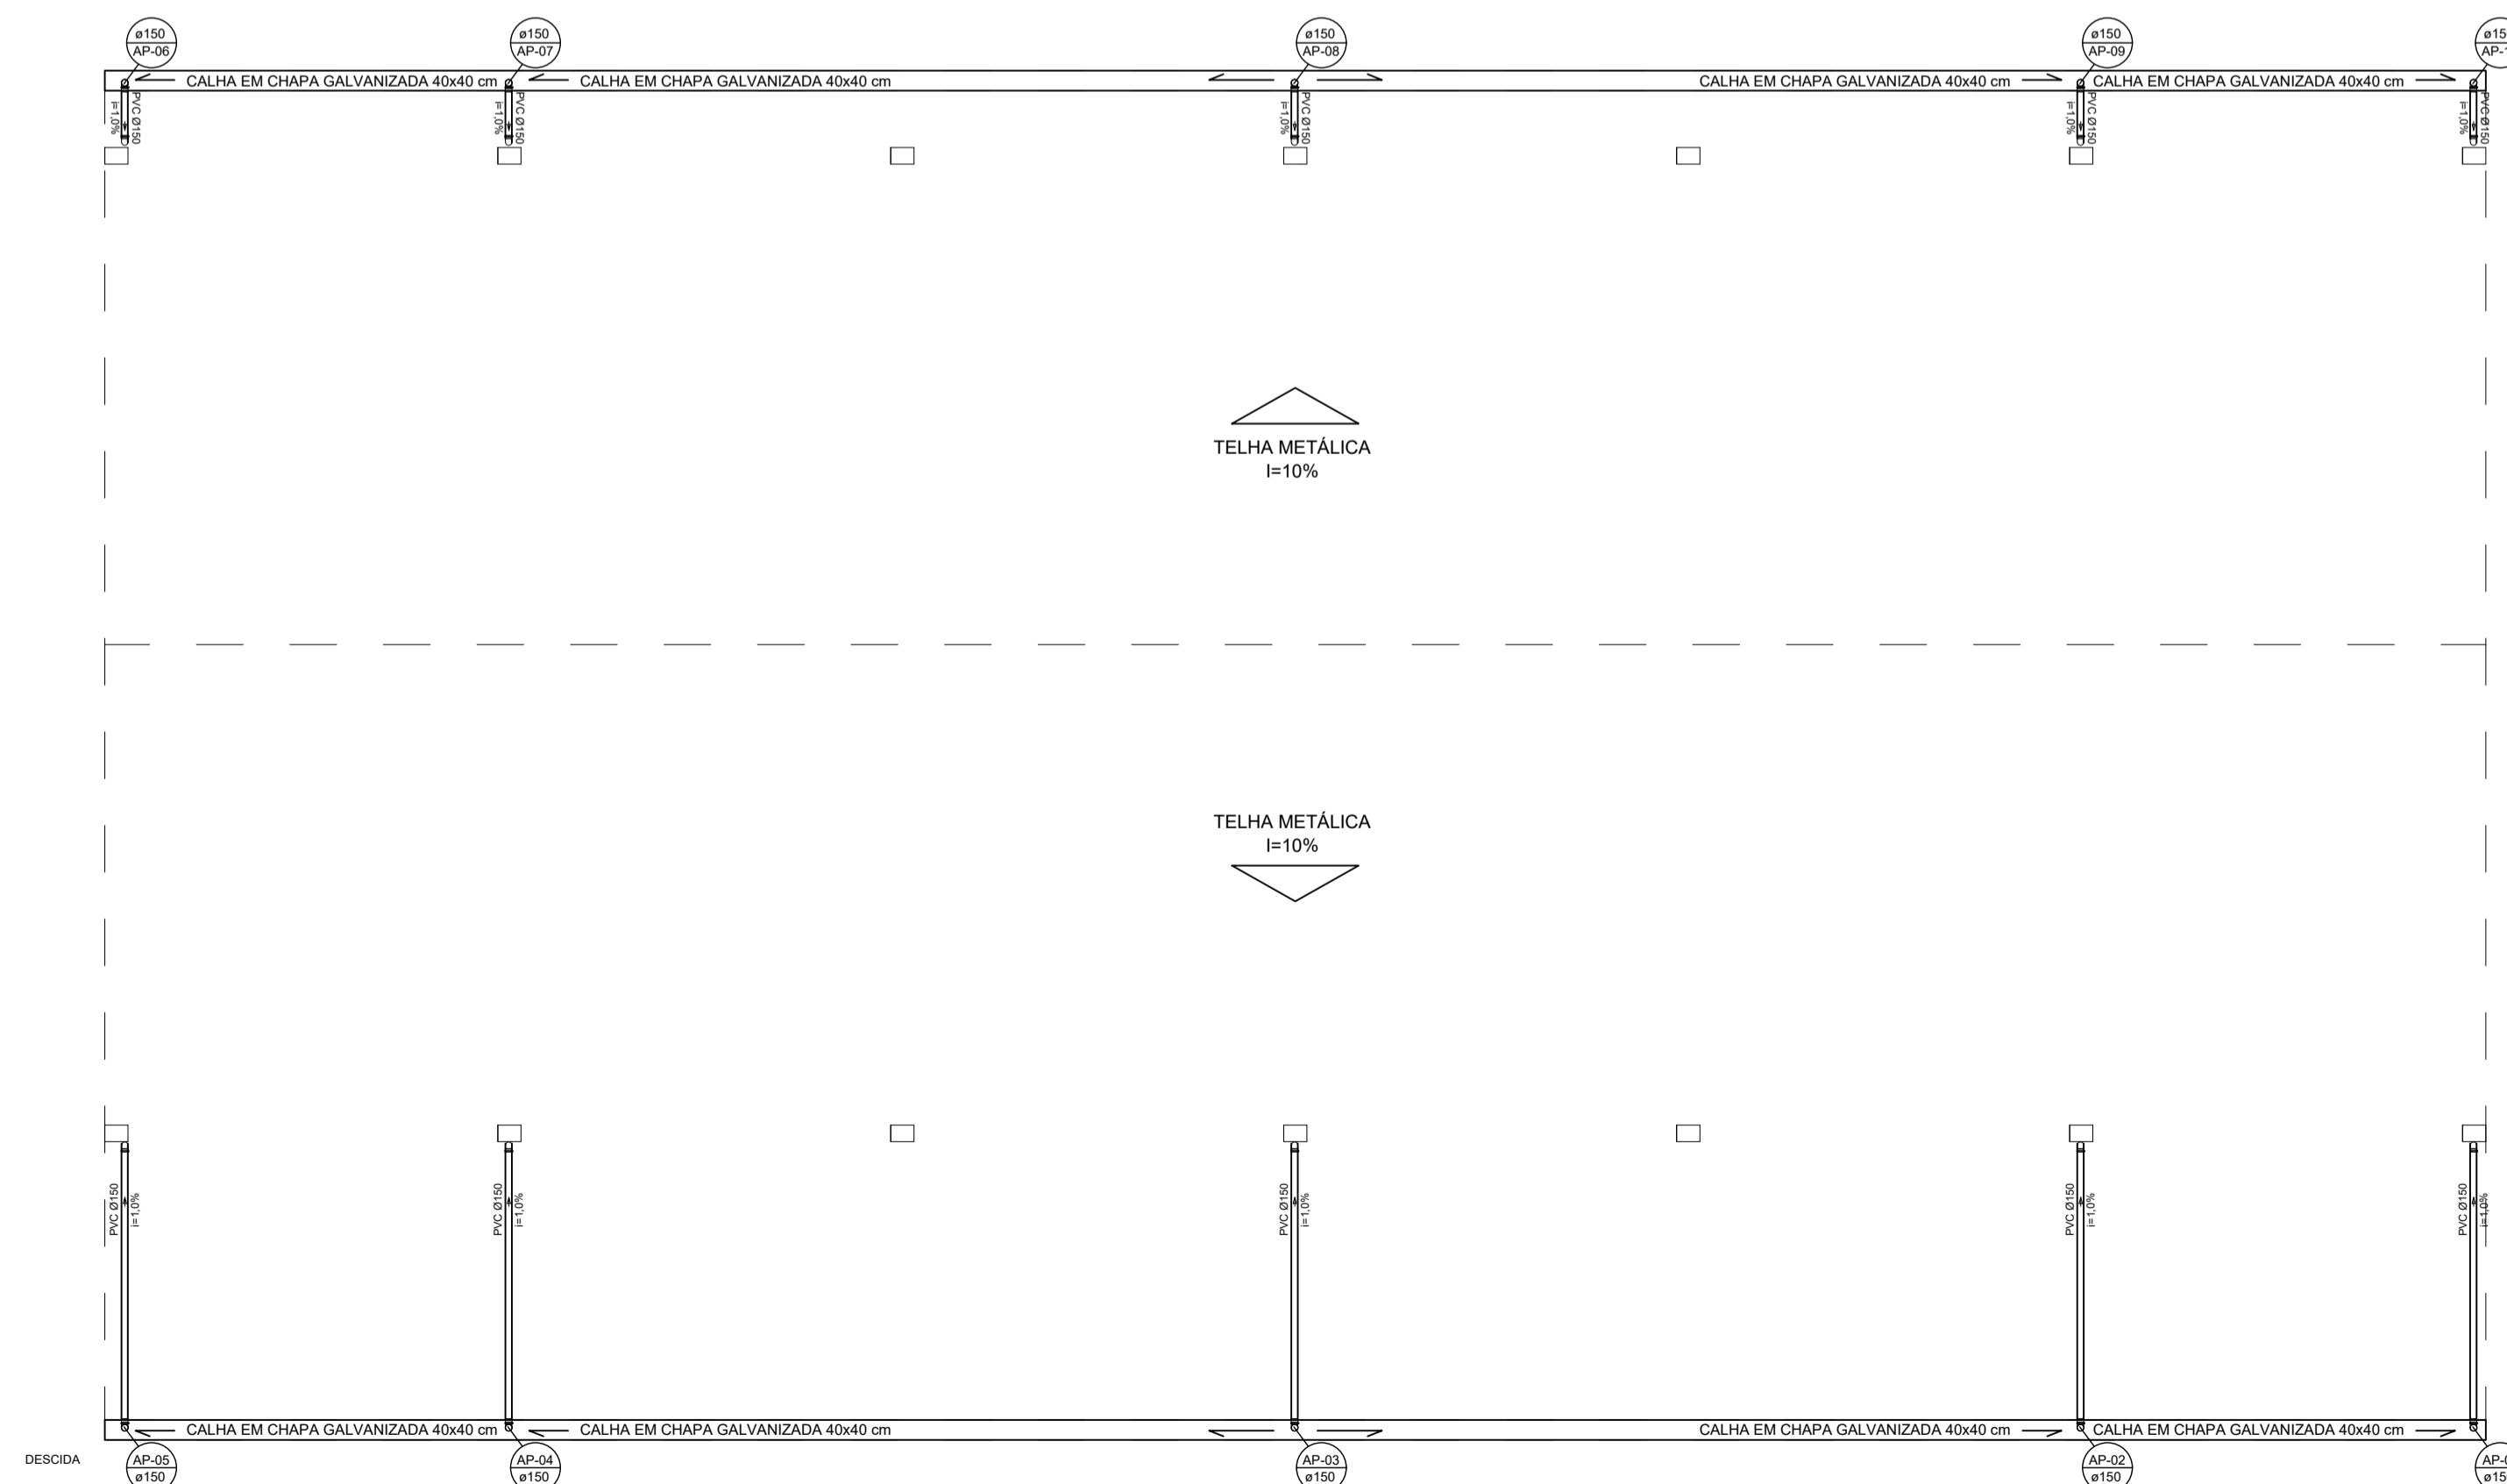 ø150
AP-06
ø150
AP-07
ø150
AP-08
ø150
AP-09
CALHA EM CHAPA GALVANIZADA 40x40 cm
CALHA EM CHAPA GALVANIZADA 40x40 cm
CALHA EM CHAPA GALVANIZADA 40x40 cm
CALHA EM CHAPA GALVANIZADA 40x40 cm
i=1,0%
PVC Ø150
i=1,0%
PVC Ø150
i=1,0%
PVC Ø150
i=1,0%
PVC Ø150
i=1,0%
PVC Ø150
TELHA METÁLICA
I=10%
TELHA METÁLICA
I=10%
PVC Ø150
i=1,0%
PVC Ø150
i=1,0%
PVC Ø150
i=1,0%
PVC Ø150
i=1,0%
PVC Ø150
i=1,0%
CALHA EM CHAPA GALVANIZADA 40x40 cm
CALHA EM CHAPA GALVANIZADA 40x40 cm
CALHA EM CHAPA GALVANIZADA 40x40 cm
CALHA EM CHAPA GALVANIZADA 40x40 cm
DESCIDA
AP-05
ø150
AP-04
ø150
AP-03
ø150
AP-02
ø150